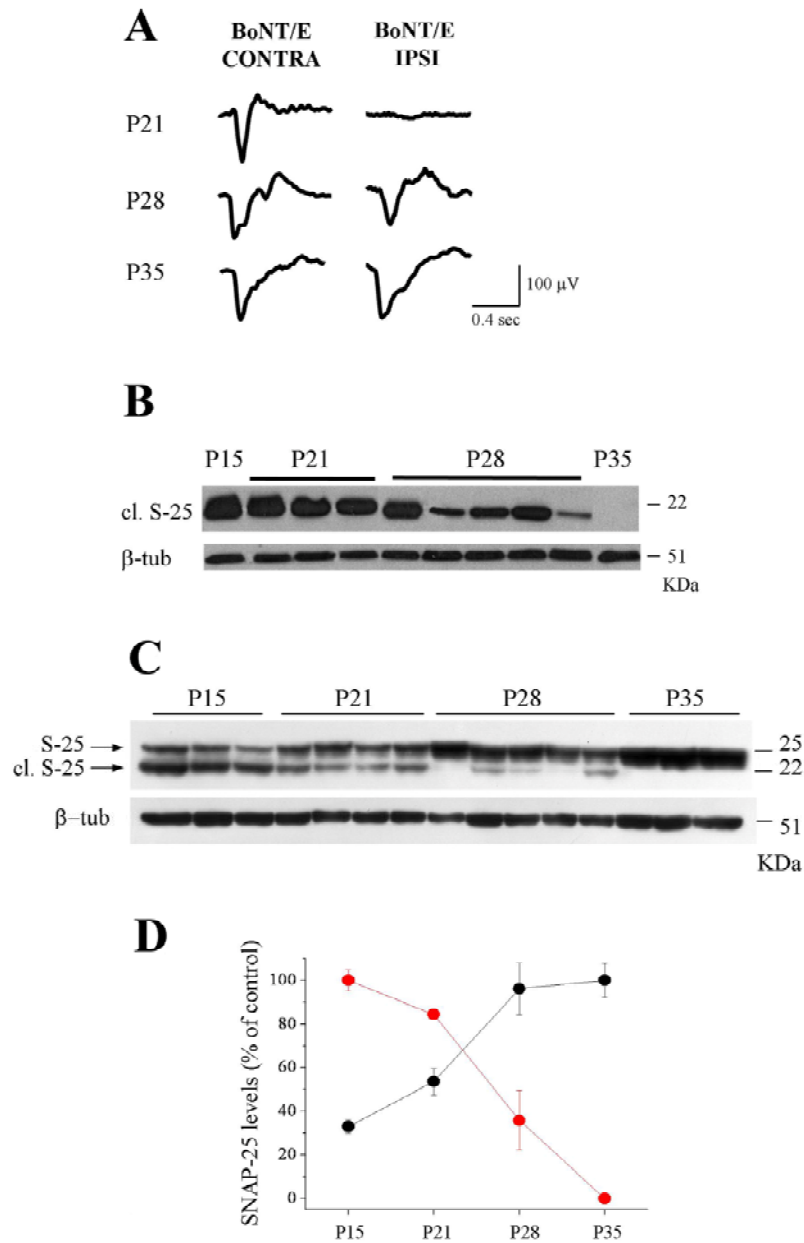 A
BoNT/E CONTRA
BoNT/E IPSI
P21
P28
P35
100 μV
0.4 sec
B
P15 P21 P28 P35
cl. S-25
22
β-tub
51
KDa
C
P15 P21 P28 P35
S-25
25
cl. S-25
22
β–tub
51
KDa
D
SNAP-25 levels (% of control)
100
80
60
40
20
0
P15 P21 P28 P35